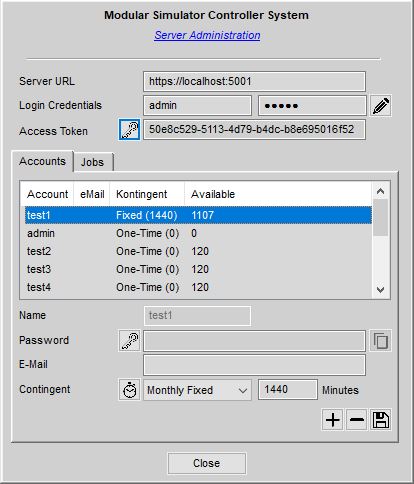 Modular Simulator Controller System
Server Administration
Server URL https://localhost:5001
Login Credentials admin ●●●●●
Access Token 50e8c529-5113-4d79-b4dc-b8e695016f52
Accounts Jobs
Account eMail Kontingent Available
test1 Fixed (1440) 1107
admin One-Time (0) 0
test2 One-Time (0) 120
test3 One-Time (0) 120
test4 One-Time (0) 120
Name test1
Password
E-Mail
Contingent Monthly Fixed 1440 Minutes
Close